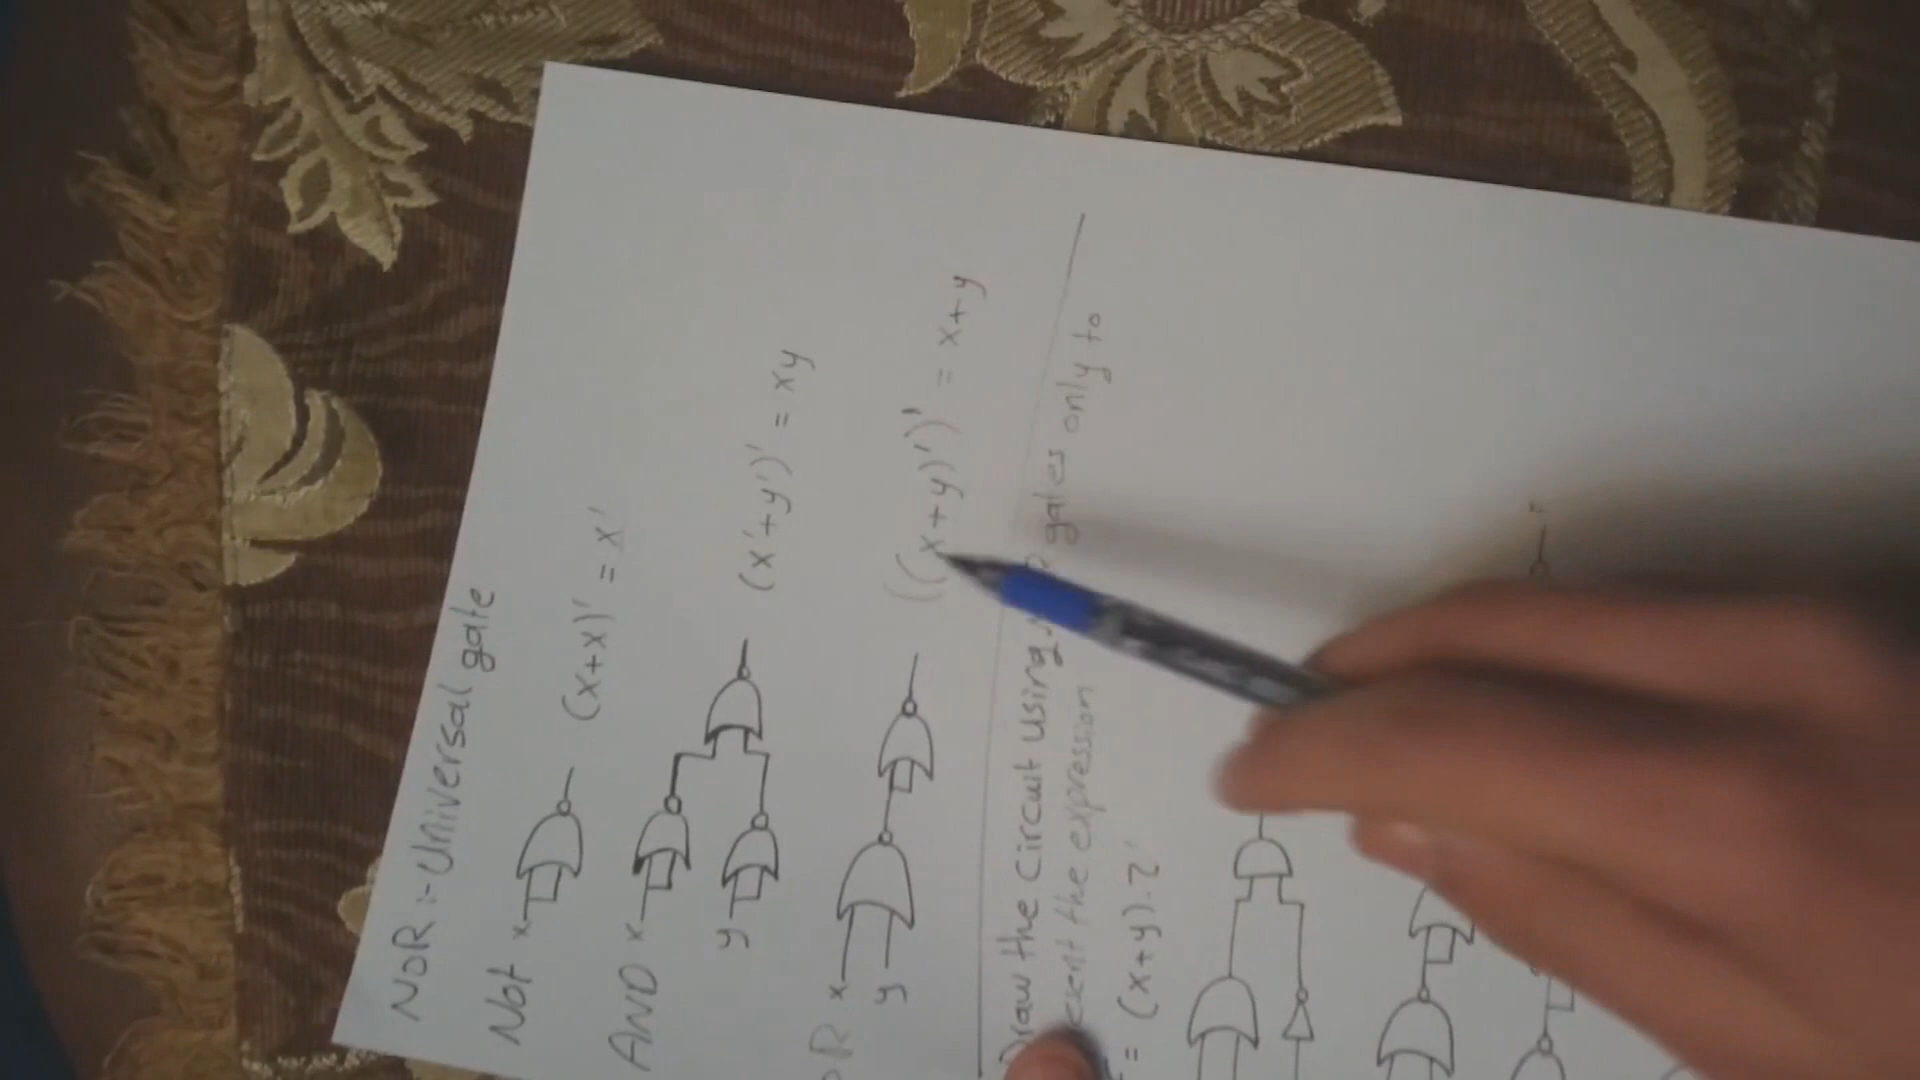 NOR :- Universal gate
Not x (x+x)' = x'
AND x (x'+y')' = xy
y
x ((x+y)')' = x+y
y
Draw the circuit using gates only to
the expression
= (x+y).z'